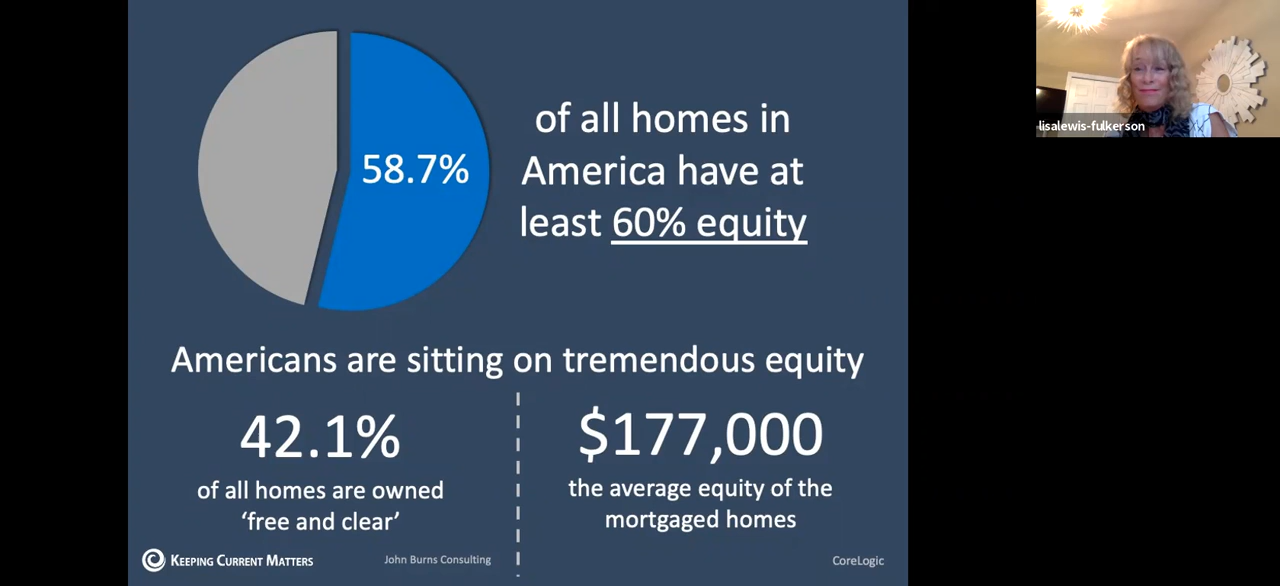 58.7%
of all homes in
America have at
least 60% equity
Americans are sitting on tremendous equity
42.1%
of all homes are owned
‘free and clear’
$177,000
the average equity of the
mortgaged homes
KEEPING CURRENT MATTERS
John Burns Consulting
CoreLogic
lisalewis-fulkerson